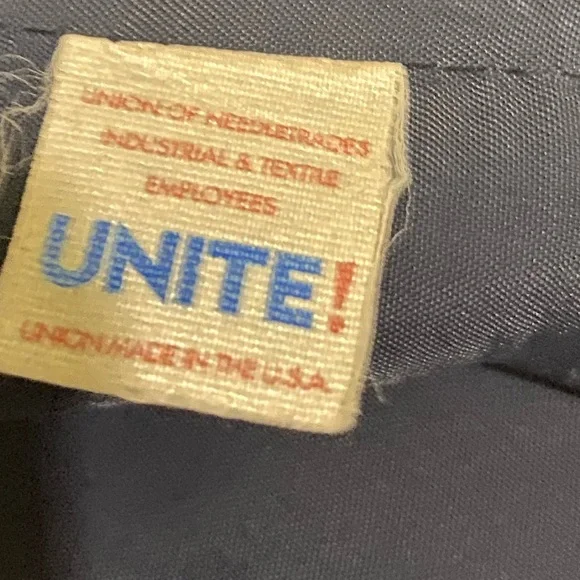 UNION OF NEEDLETRADES
INDUSTRIAL & TEXTILE
EMPLOYEES
UNITE!
UNION MADE IN THE U.S.A.